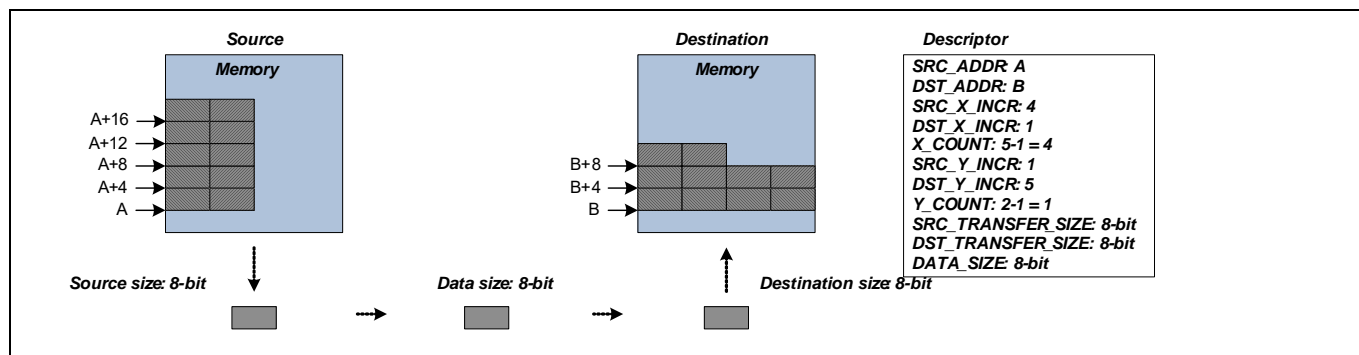 Source
Memory
A+16
A+12
A+8
A+4
A
Destination
Memory
B+8
B+4
B
Descriptor
SRC_ADDR: A
DST_ADDR: B
SRC_X_INCR: 4
DST_X_INCR: 1
X_COUNT: 5-1 = 4
SRC_Y_INCR: 1
DST_Y_INCR: 5
Y_COUNT: 2-1 = 1
SRC_TRANSFER_SIZE: 8-bit
DST_TRANSFER_SIZE: 8-bit
DATA_SIZE: 8-bit
Source size: 8-bit
Data size: 8-bit
Destination size: 8-bit